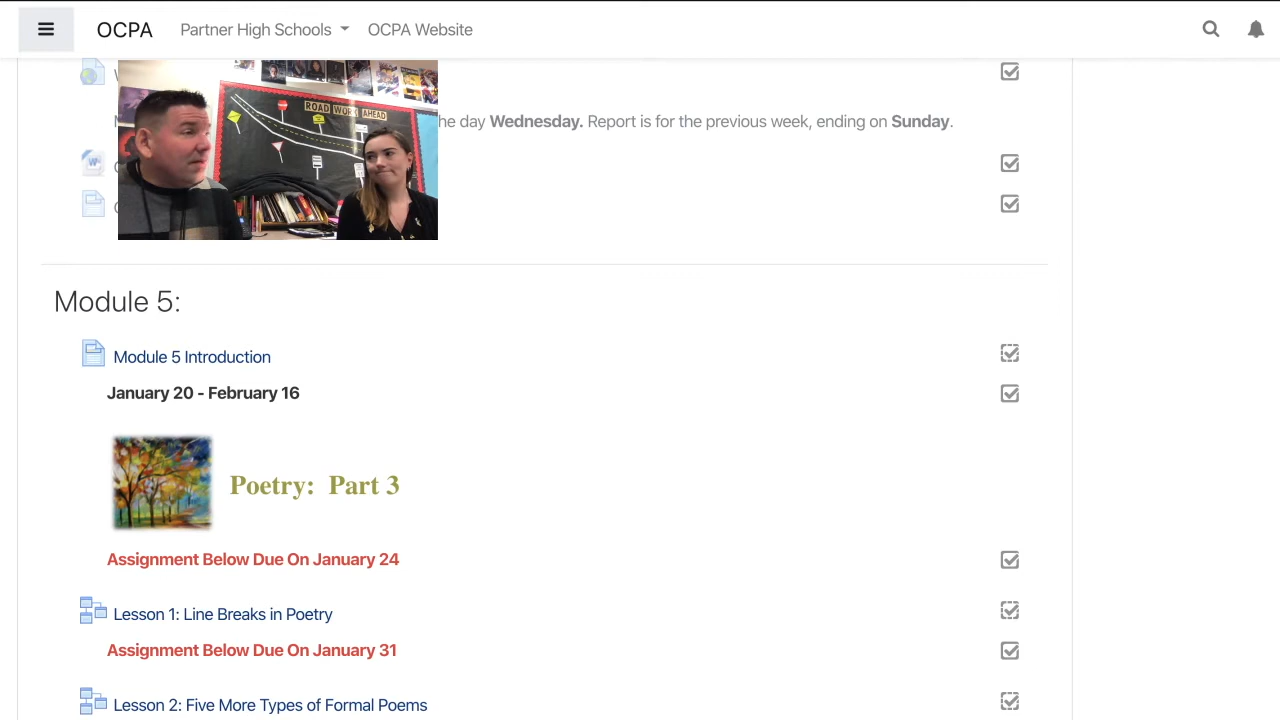 OCPA Partner High Schools OCPA Website
ROAD WORK AHEAD
he day Wednesday. Report is for the previous week, ending on Sunday.
Module 5:
Module 5 Introduction
January 20 - February 16
Poetry: Part 3
Assignment Below Due On January 24
Lesson 1: Line Breaks in Poetry
Assignment Below Due On January 31
Lesson 2: Five More Types of Formal Poems